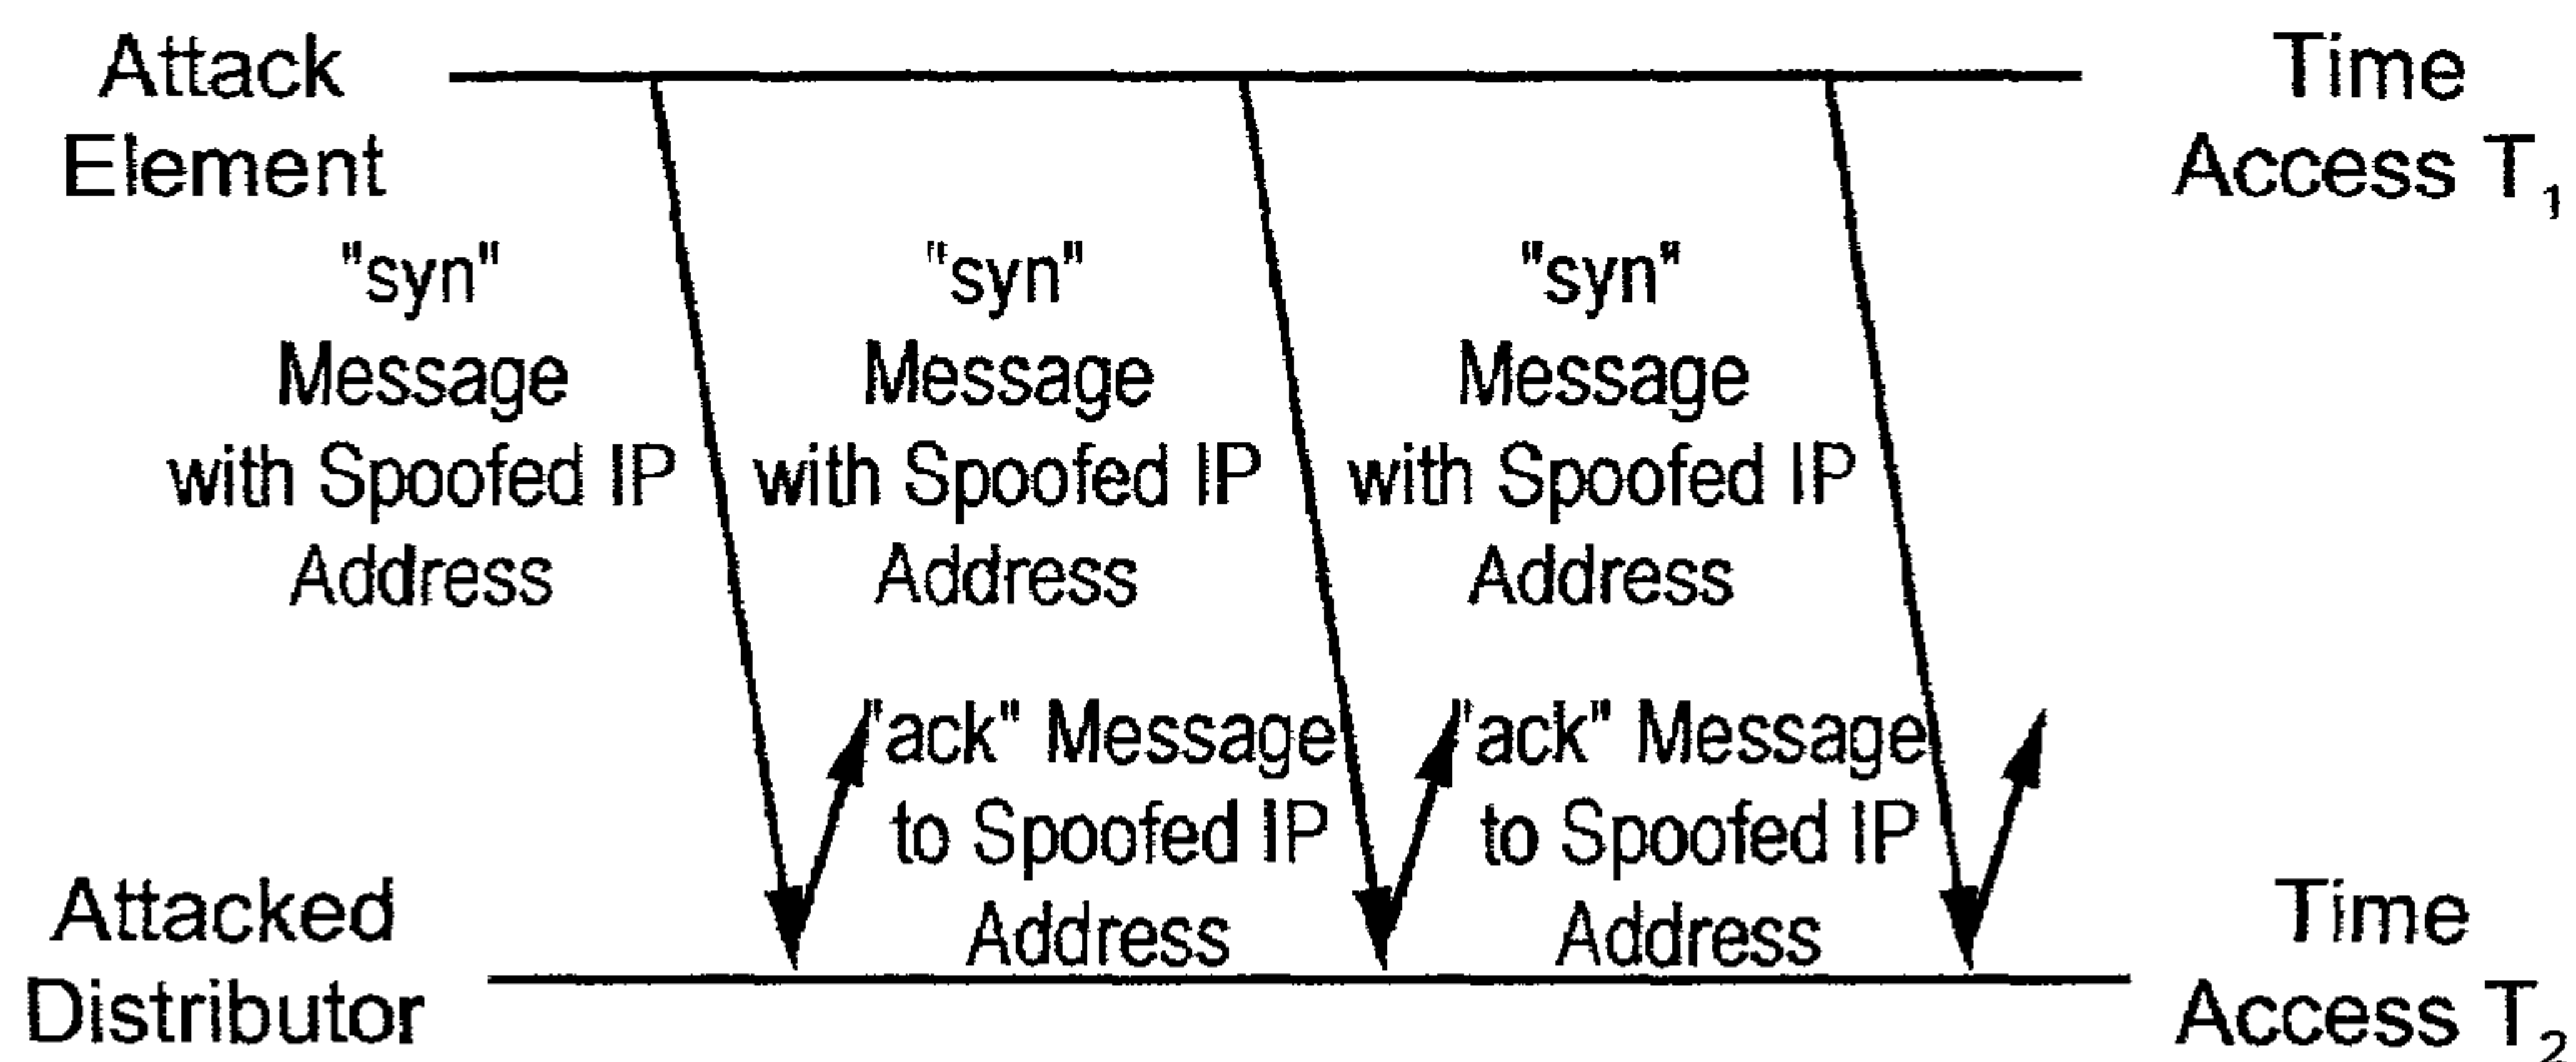 Attack
Element
Time
Access T₁
"syn"
Message
with Spoofed IP
Address
"syn"
Message
with Spoofed IP
Address
"syn"
Message
with Spoofed IP
Address
"ack" Message
to Spoofed IP
Address
"ack" Message
to Spoofed IP
Address
Attacked
Distributor
Time
Access T₂